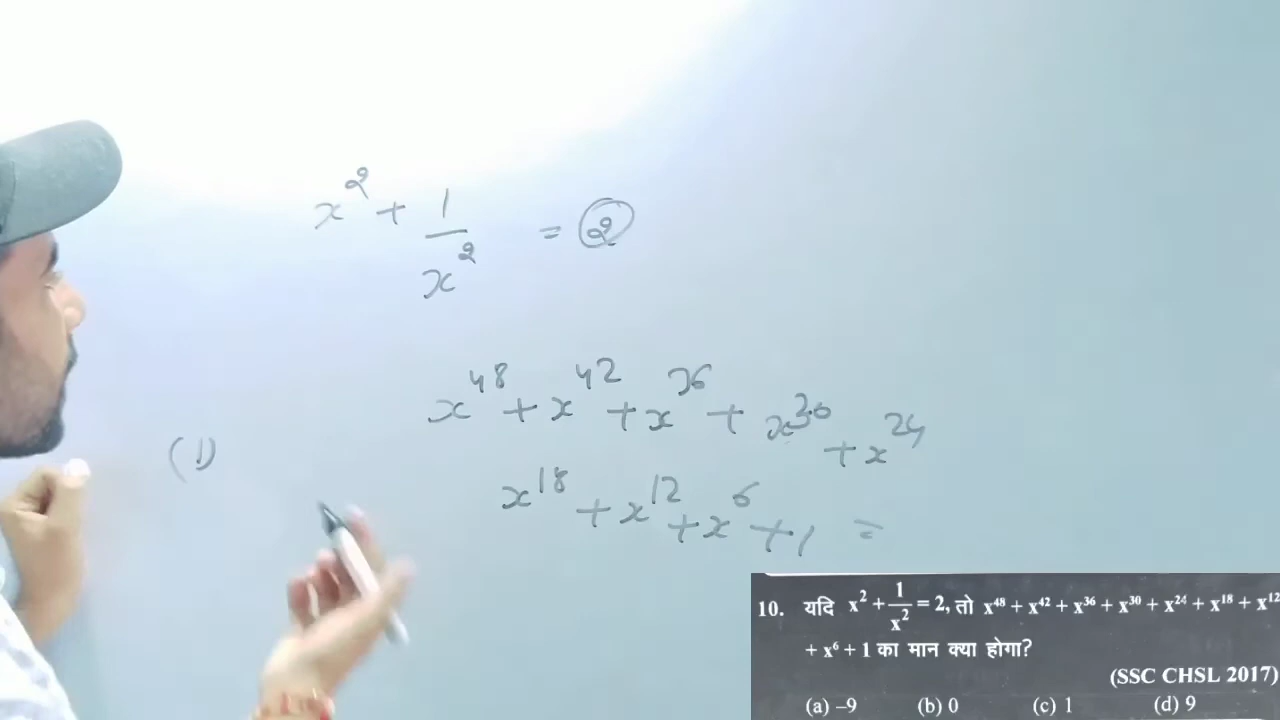 x² + 1/x² = 2
x⁴⁸ + x⁴² + x³⁶ + x³⁰ + x²⁴
(1)
x¹⁸ + x¹² + x⁶ + 1 =
10. यदि x² + 1/x² = 2, तो x⁴⁸ + x⁴² + x³⁶ + x³⁰ + x²⁴ + x¹⁸ + x¹²
+ x⁶ + 1 का मान क्या होगा?
(SSC CHSL 2017)
(a) –9 (b) 0 (c) 1 (d) 9